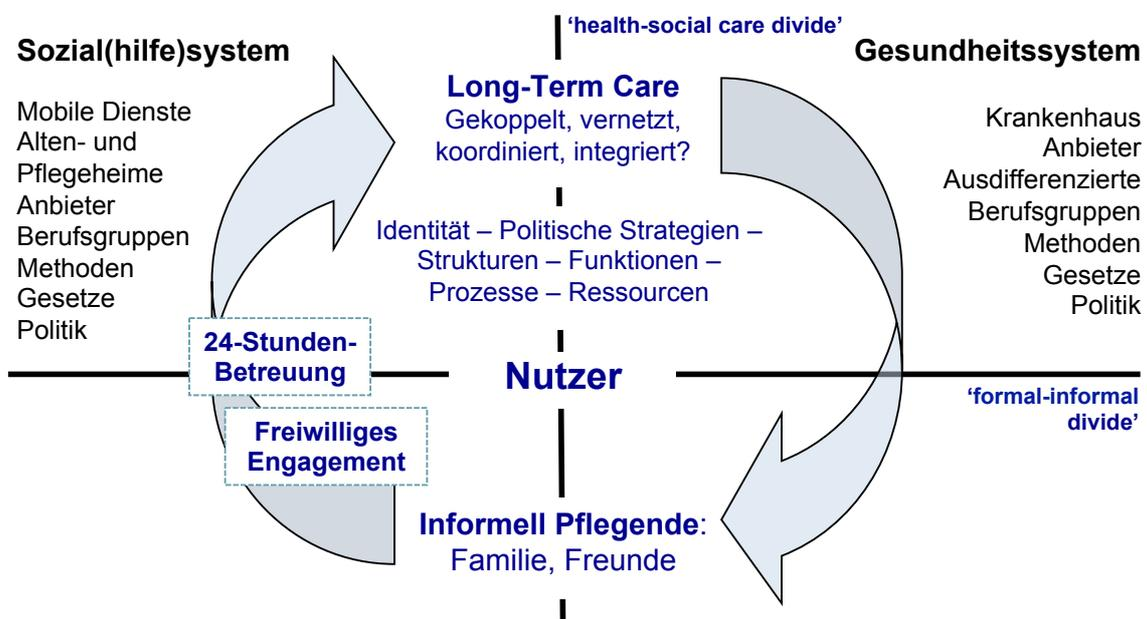 ‘health-social care divide’
Sozial(hilfe)system
Gesundheitssystem
Mobile Dienste
Alten- und
Pflegeheime
Anbieter
Berufsgruppen
Methoden
Gesetze
Politik
Long-Term Care
Gekoppelt, vernetzt,
koordiniert, integriert?
Identität – Politische Strategien –
Strukturen – Funktionen –
Prozesse – Ressourcen
Krankenhaus
Anbieter
Ausdifferenzierte
Berufsgruppen
Methoden
Gesetze
Politik
24-Stunden-
Betreuung
Nutzer
‘formal-informal
divide’
Freiwilliges
Engagement
Informell Pflegende:
Familie, Freunde